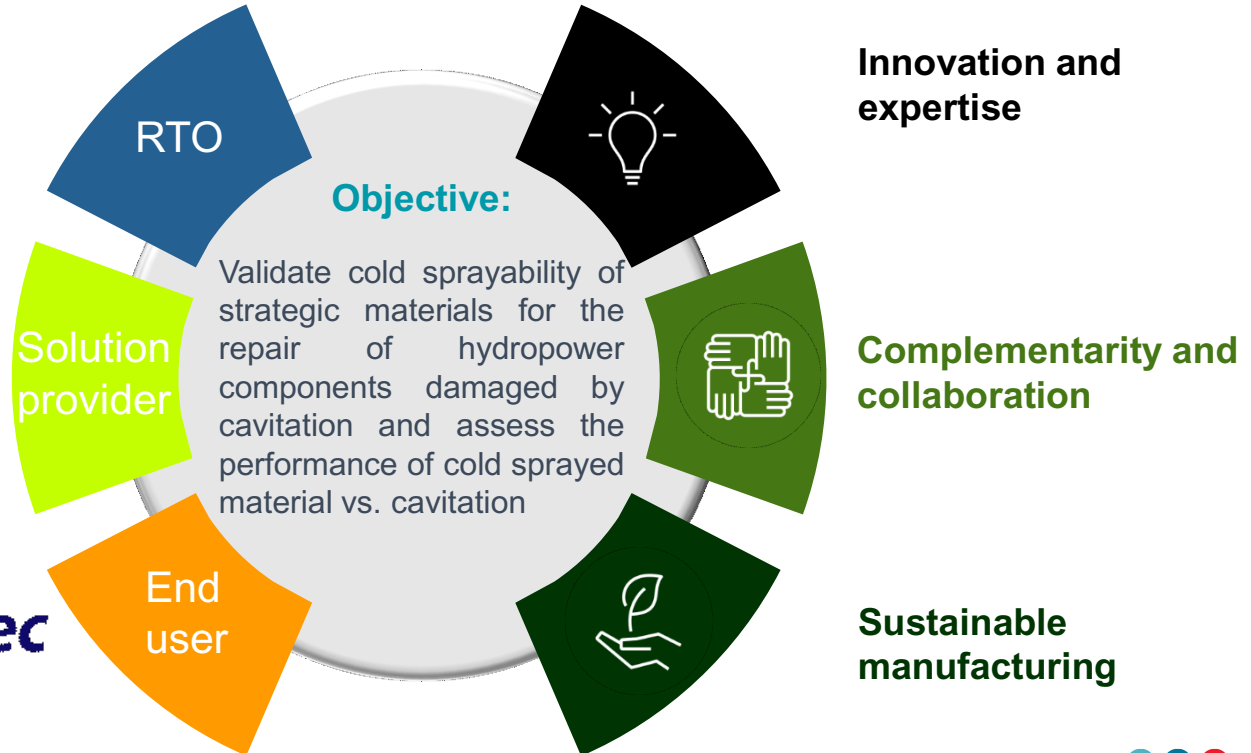 RTO
Solution
provider
End
user
Objective:
Validate cold sprayability of
strategic materials for the
repair of hydropower
components damaged by
cavitation and assess the
performance of cold sprayed
material vs. cavitation
Innovation and
expertise
Complementarity and
collaboration
Sustainable
manufacturing
ec